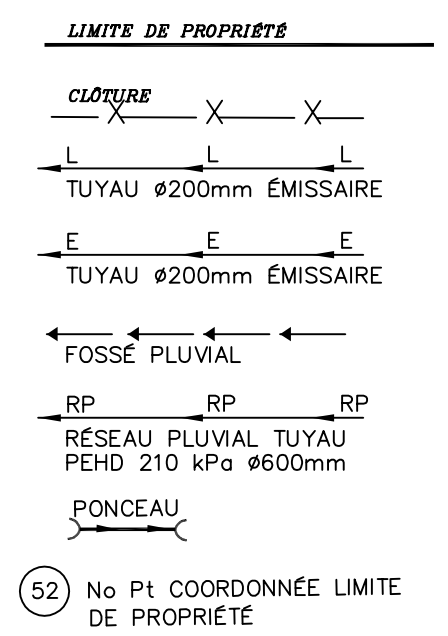 LIMITE DE PROPRIÉTÉ
CLÔTURE
X X X
L L L
TUYAU ø200mm ÉMISSAIRE
E E E
TUYAU ø200mm ÉMISSAIRE
FOSSÉ PLUVIAL
RP RP RP
RÉSEAU PLUVIAL TUYAU
PEHD 210 kPa ø600mm
PONCEAU
52 No Pt COORDONNÉE LIMITE
DE PROPRIÉTÉ